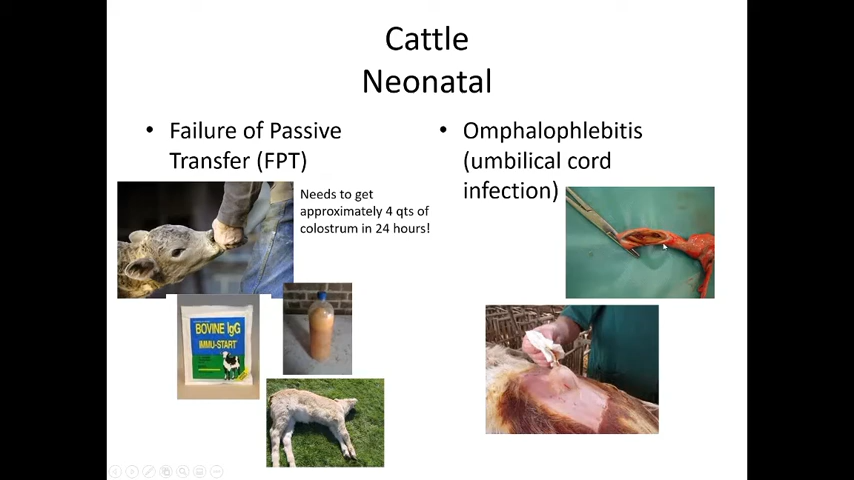 Cattle
Neonatal
• Failure of Passive
Transfer (FPT)
Needs to get
approximately 4 qts of
colostrum in 24 hours!
BOVINE IgG
IMMU-START
• Omphalophlebitis
(umbilical cord
infection)